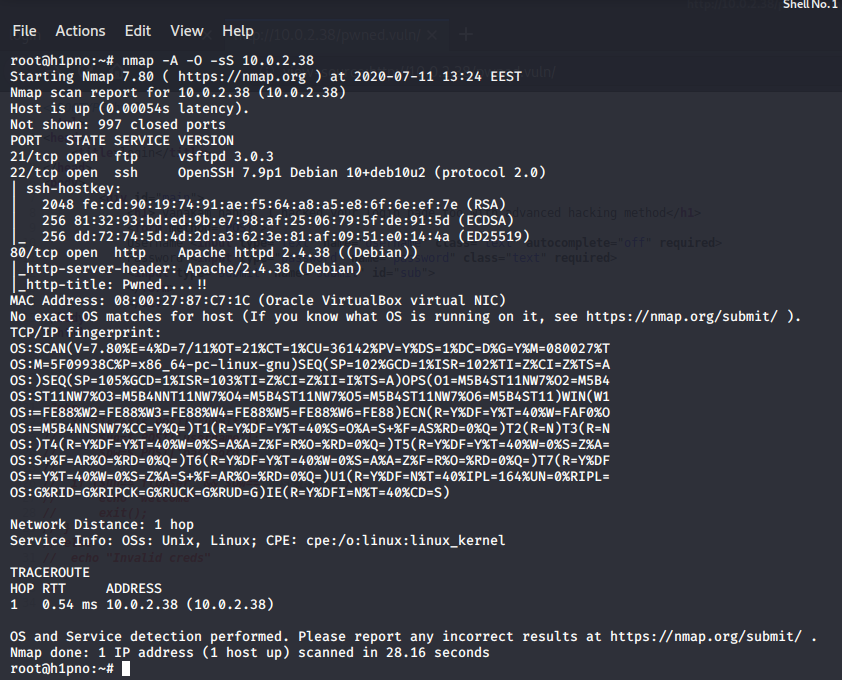 Shell No. 1
File Actions Edit View Help
root@h1pno:~# nmap -A -O -sS 10.0.2.38
Starting Nmap 7.80 ( https://nmap.org ) at 2020-07-11 13:24 EEST
Nmap scan report for 10.0.2.38 (10.0.2.38)
Host is up (0.00054s latency).
Not shown: 997 closed ports
PORT   STATE SERVICE VERSION
21/tcp open  ftp     vsftpd 3.0.3
22/tcp open  ssh     OpenSSH 7.9p1 Debian 10+deb10u2 (protocol 2.0)
| ssh-hostkey:
|   2048 fe:cd:90:19:74:91:ae:f5:64:a8:a5:e8:6f:6e:ef:7e (RSA)
|   256 81:32:93:bd:ed:9b:e7:98:af:25:06:79:5f:de:91:5d (ECDSA)
|_  256 dd:72:74:5d:4d:2d:a3:62:3e:81:af:09:51:e0:14:4a (ED25519)
80/tcp open  http    Apache httpd 2.4.38 ((Debian))
|_http-server-header: Apache/2.4.38 (Debian)
|_http-title: Pwned....!!
MAC Address: 08:00:27:87:C7:1C (Oracle VirtualBox virtual NIC)
No exact OS matches for host (If you know what OS is running on it, see https://nmap.org/submit/ ).
TCP/IP fingerprint:
OS:SCAN(V=7.80%E=4%D=7/11%OT=21%CT=1%CU=36142%PV=Y%DS=1%DC=D%G=Y%M=080027%T
OS:M=5F09938C%P=x86_64-pc-linux-gnu)SEQ(SP=102%GCD=1%ISR=102%TI=Z%CI=Z%TS=A
OS:)SEQ(SP=105%GCD=1%ISR=103%TI=Z%CI=Z%II=I%TS=A)OPS(O1=M5B4ST11NW7%O2=M5B4
OS:ST11NW7%O3=M5B4NNT11NW7%O4=M5B4ST11NW7%O5=M5B4ST11NW7%O6=M5B4ST11)WIN(W1
OS:=FE88%W2=FE88%W3=FE88%W4=FE88%W5=FE88%W6=FE88)ECN(R=Y%DF=Y%T=40%W=FAF0%O
OS:=M5B4NNSNW7%CC=Y%Q=)T1(R=Y%DF=Y%T=40%S=O%A=S+%F=AS%RD=0%Q=)T2(R=N)T3(R=N
OS:)T4(R=Y%DF=Y%T=40%W=0%S=A%A=Z%F=R%O=%RD=0%Q=)T5(R=Y%DF=Y%T=40%W=0%S=Z%A=
OS:S+%F=AR%O=%RD=0%Q=)T6(R=Y%DF=Y%T=40%W=0%S=A%A=Z%F=R%O=%RD=0%Q=)T7(R=Y%DF
OS:=Y%T=40%W=0%S=Z%A=S+%F=AR%O=%RD=0%Q=)U1(R=Y%DF=N%T=40%IPL=164%UN=0%RIPL=
OS:G%RID=G%RIPCK=G%RUCK=G%RUD=G)IE(R=Y%DFI=N%T=40%CD=S)
Network Distance: 1 hop
Service Info: OSs: Unix, Linux; CPE: cpe:/o:linux:linux_kernel
TRACEROUTE
HOP RTT     ADDRESS
1   0.54 ms 10.0.2.38 (10.0.2.38)
OS and Service detection performed. Please report any incorrect results at https://nmap.org/submit/ .
Nmap done: 1 IP address (1 host up) scanned in 28.16 seconds
root@h1pno:~#